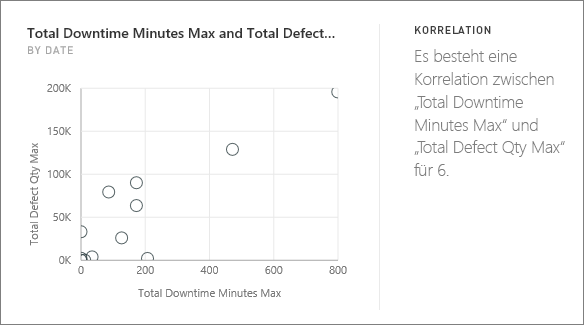 Total Downtime Minutes Max and Total Defect...
BY DATE
Total Defect Qty Max
200K
150K
100K
50K
0K
0 200 400 600 800
Total Downtime Minutes Max
KORRELATION
Es besteht eine
Korrelation zwischen
„Total Downtime
Minutes Max“ und
„Total Defect Qty Max“
für 6.